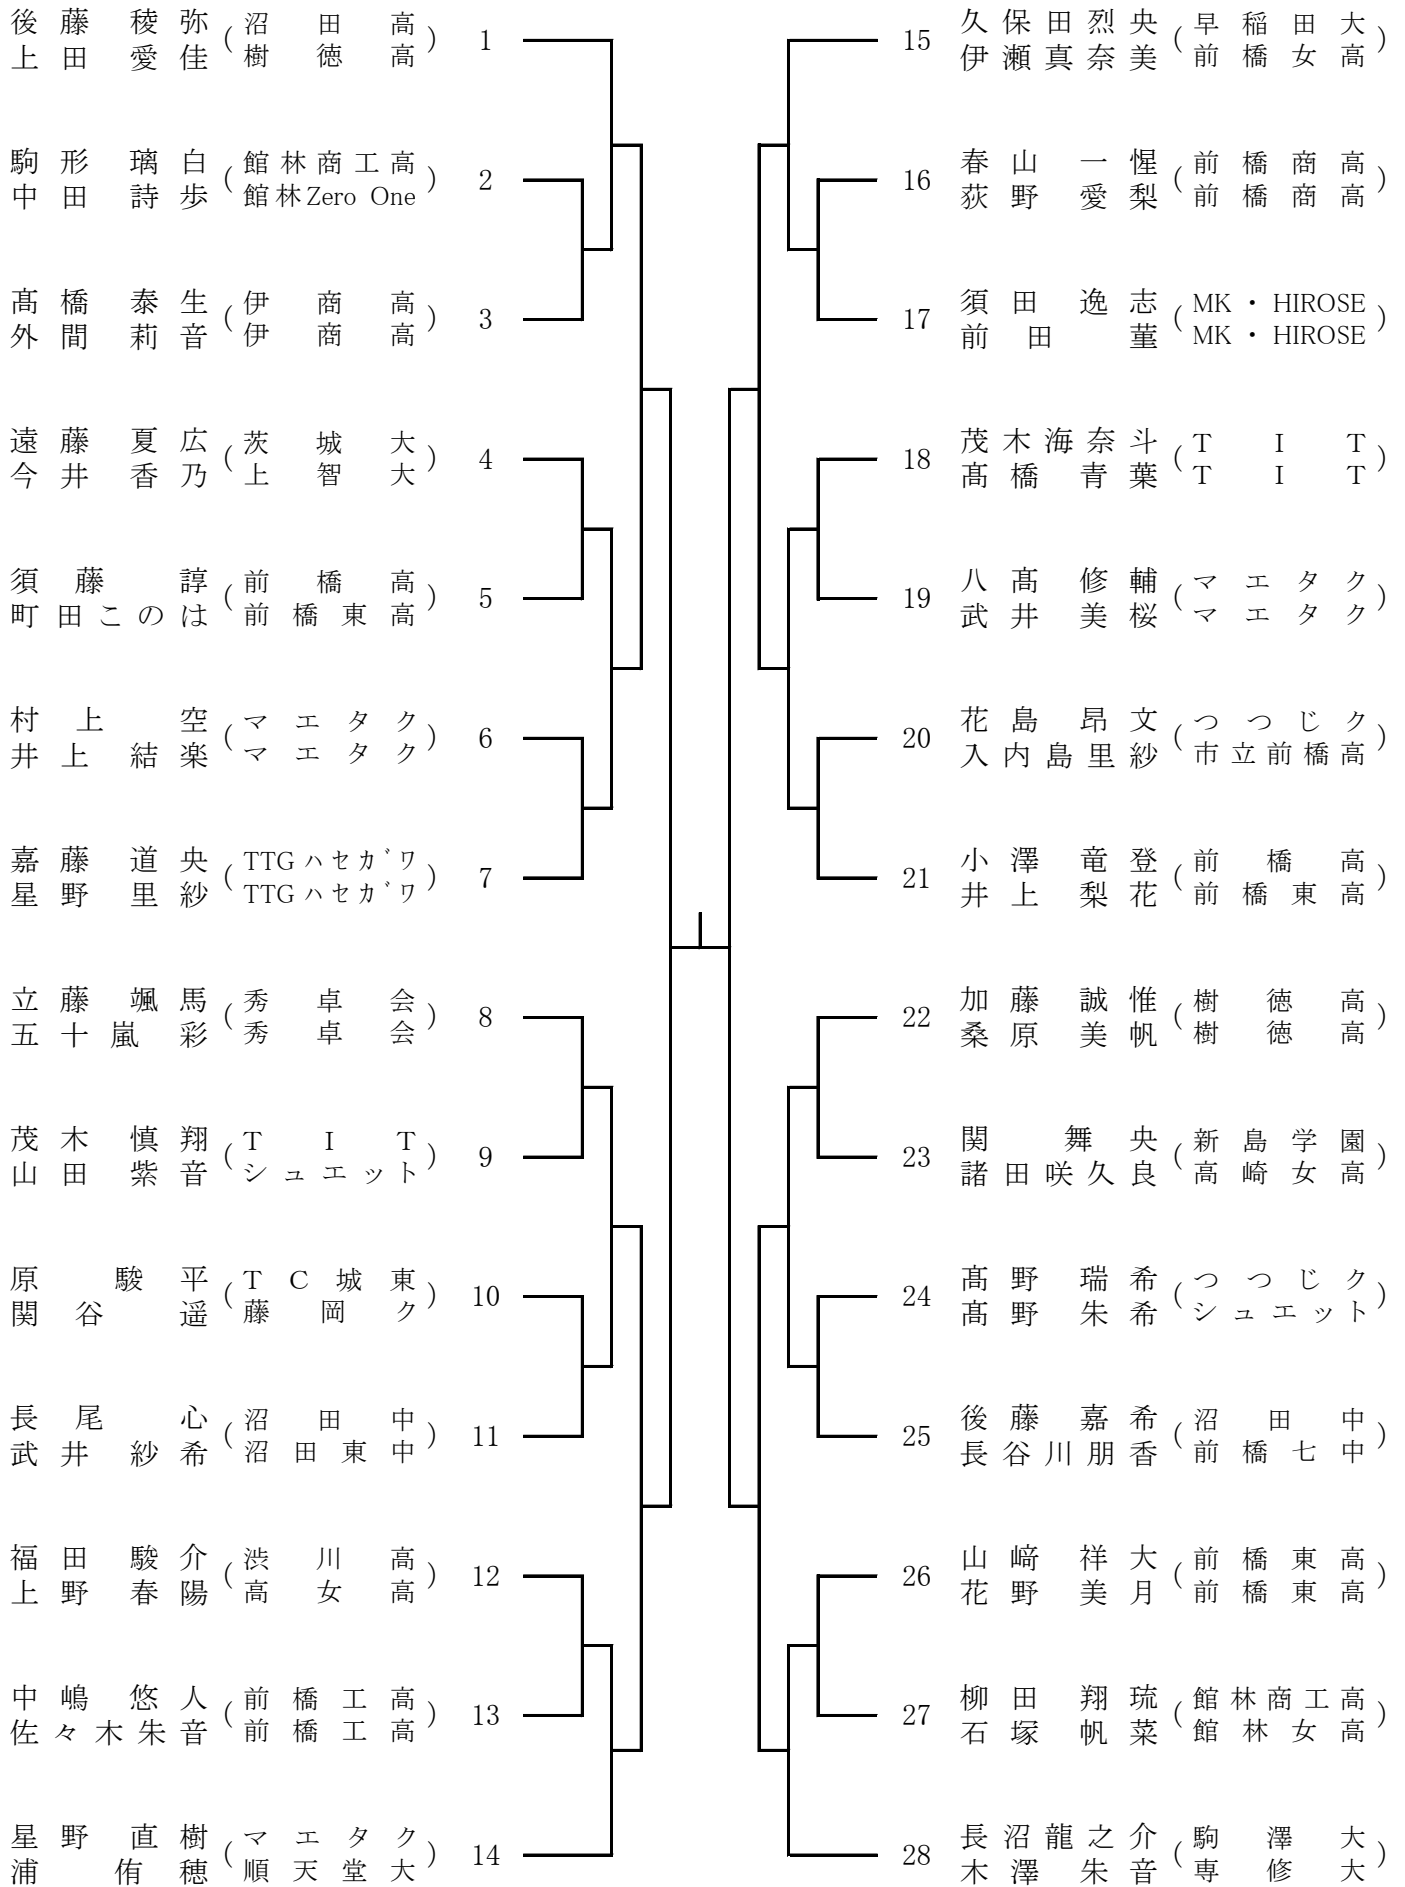 後藤稜弥(沼田高) 1
上田愛佳(樹徳高)
駒形璃白(館林商工高) 2
中田詩歩(館林Zero One)
髙橋泰生(伊商高) 3
外間莉音(伊商高)
遠藤夏広(茨城大) 4
今井香乃(上智大)
須藤諄(前橋高) 5
町田このは(前橋東高)
村上空(マエタク) 6
井上結楽(マエタク)
嘉藤道央(TTGハセガワ) 7
星野里紗(TTGハセガワ)
立藤颯馬(秀卓会) 8
五十嵐彩(秀卓会)
茂木慎翔(TIT) 9
山田紫音(シュエット)
原駿平(TC城東) 10
関谷遥(藤岡ク)
長尾心(沼田中) 11
武井紗希(沼田東中)
福田駿介(渋川高) 12
上野春陽(高女高)
中嶋悠人(前橋工高) 13
佐々木朱音(前橋工高)
星野直樹(マエタク) 14
浦侑穂(順天堂大)
15 久保田烈央(早稲田大)
伊瀬真奈美(前橋女高)
16 春山一惺(前橋商高)
荻野愛梨(前橋商高)
17 須田逸志(MK・HIROSE)
前田菫(MK・HIROSE)
18 茂木海奈斗(TIT)
髙橋青葉(TIT)
19 八髙修輔(マエタク)
武井美桜(マエタク)
20 花島昂文(つつじク)
入内島里紗(市立前橋高)
21 小澤竜登(前橋高)
井上梨花(前橋東高)
22 加藤誠惟(樹徳高)
桑原美帆(樹徳高)
23 関舞央(新島学園)
諸田咲久良(高崎女高)
24 髙野瑞希(つつじク)
髙野朱希(シュエット)
25 後藤嘉希(沼田中)
長谷川朋香(前橋七中)
26 山﨑祥大(前橋東高)
花野美月(前橋東高)
27 柳田翔琉(館林商工高)
石塚帆菜(館林女高)
28 長沼龍之介(駒澤大)
木澤朱音(専修大)